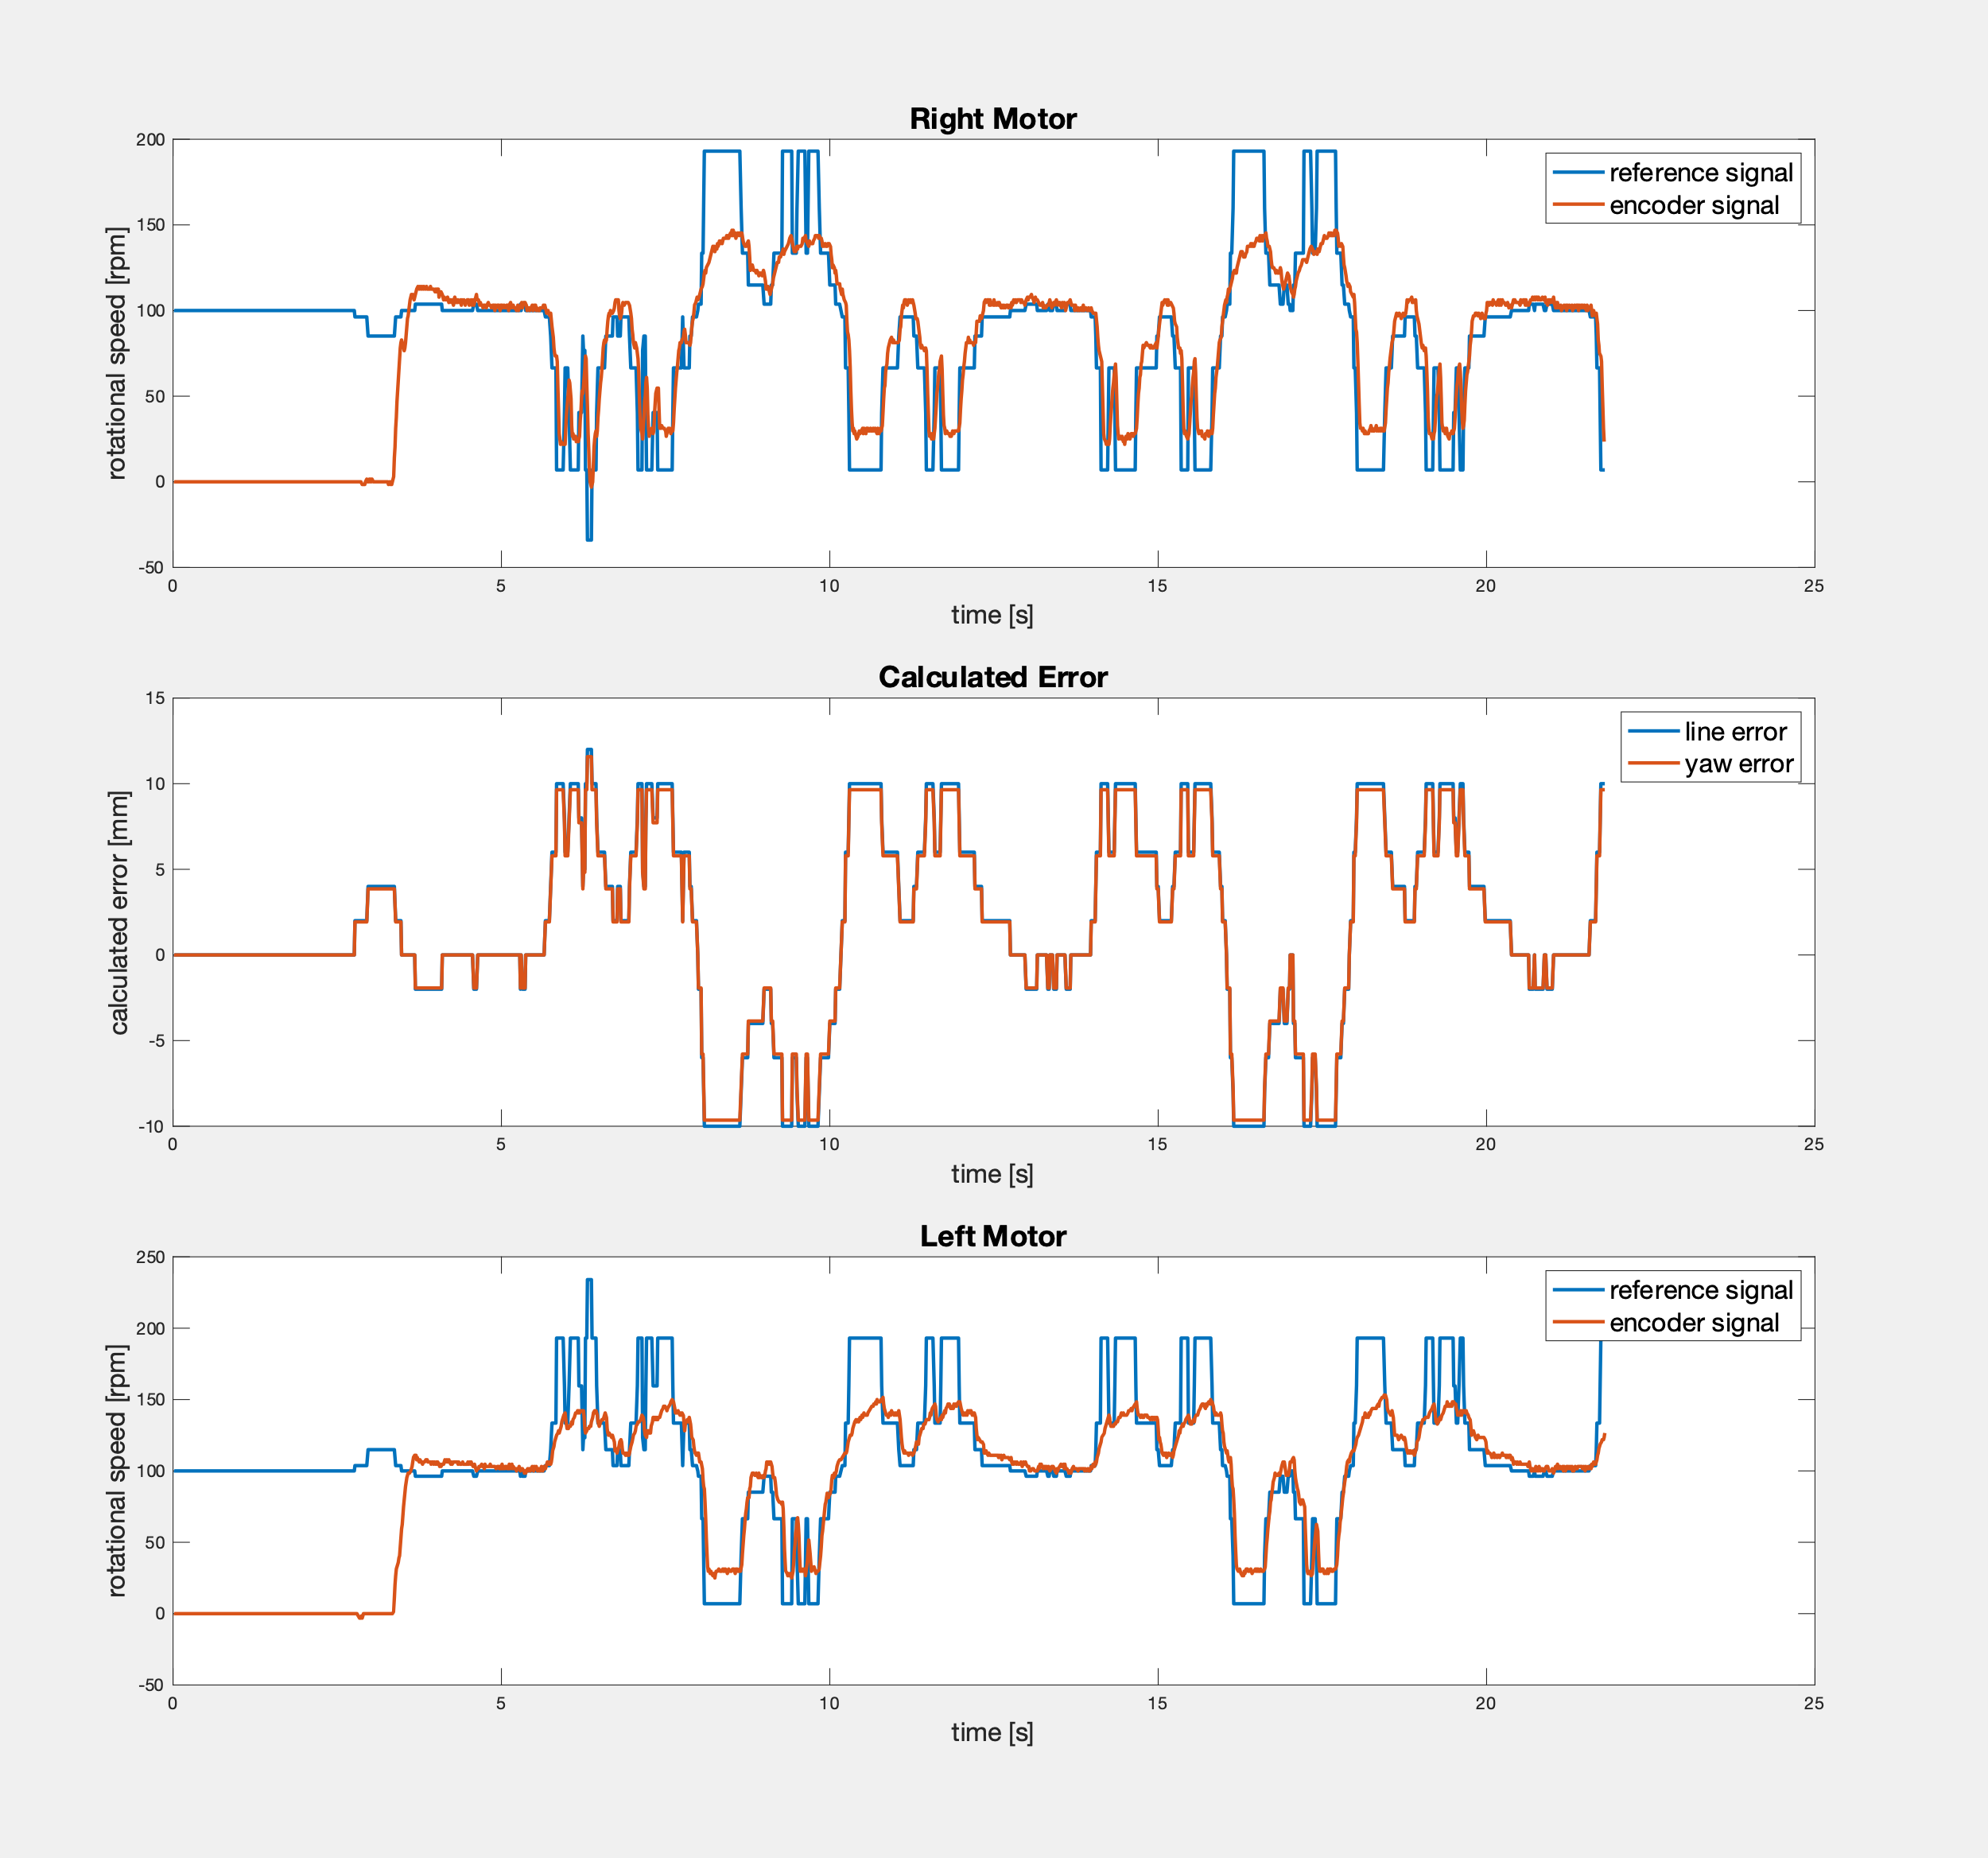 Right Motor
rotational speed [rpm]
200
150
100
50
0
-50
reference signal
encoder signal
0 5 10 15 20 25
time [s]
Calculated Error
calculated error [mm]
15
10
5
0
-5
-10
line error
yaw error
0 5 10 15 20 25
time [s]
Left Motor
rotational speed [rpm]
250
200
150
100
50
0
-50
reference signal
encoder signal
0 5 10 15 20 25
time [s]